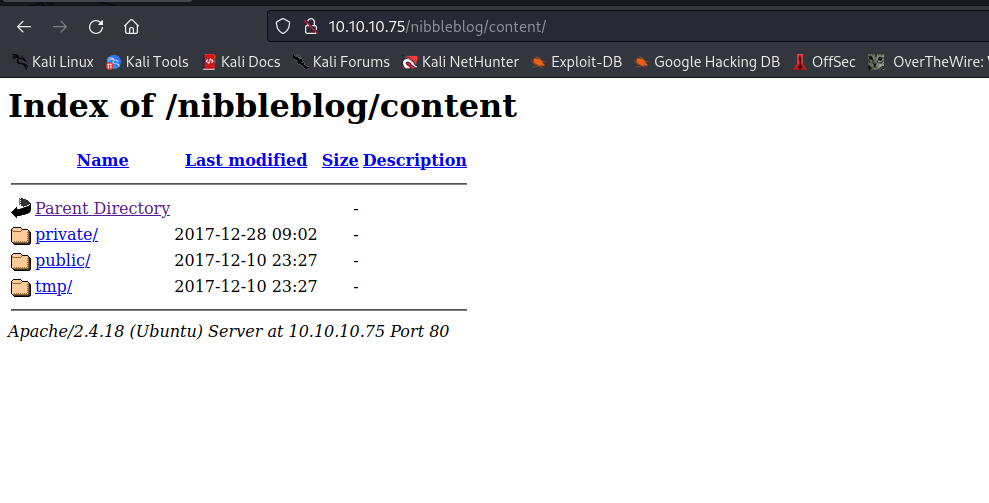 10.10.10.75/nibbleblog/content/
Kali Linux Kali Tools Kali Docs Kali Forums Kali NetHunter Exploit-DB Google Hacking DB OffSec OverTheWire:
Index of /nibbleblog/content
Name Last modified Size Description
Parent Directory -
private/ 2017-12-28 09:02 -
public/ 2017-12-10 23:27 -
tmp/ 2017-12-10 23:27 -
Apache/2.4.18 (Ubuntu) Server at 10.10.10.75 Port 80